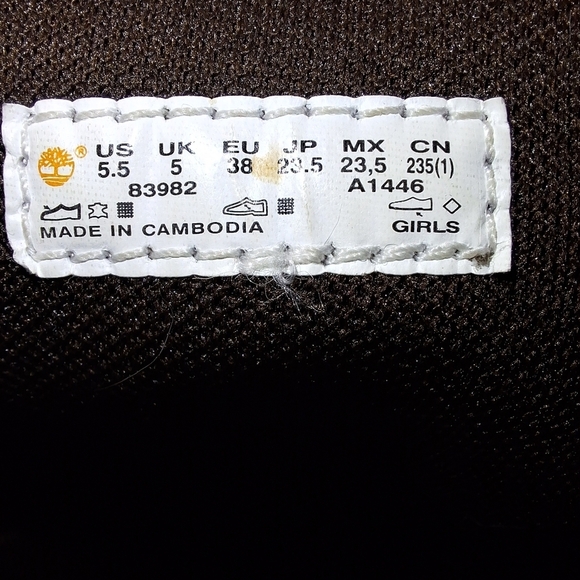 ® US UK EU JP MX CN
5.5 5 38 23.5 23,5 235(1)
83982 A1446
MADE IN CAMBODIA GIRLS